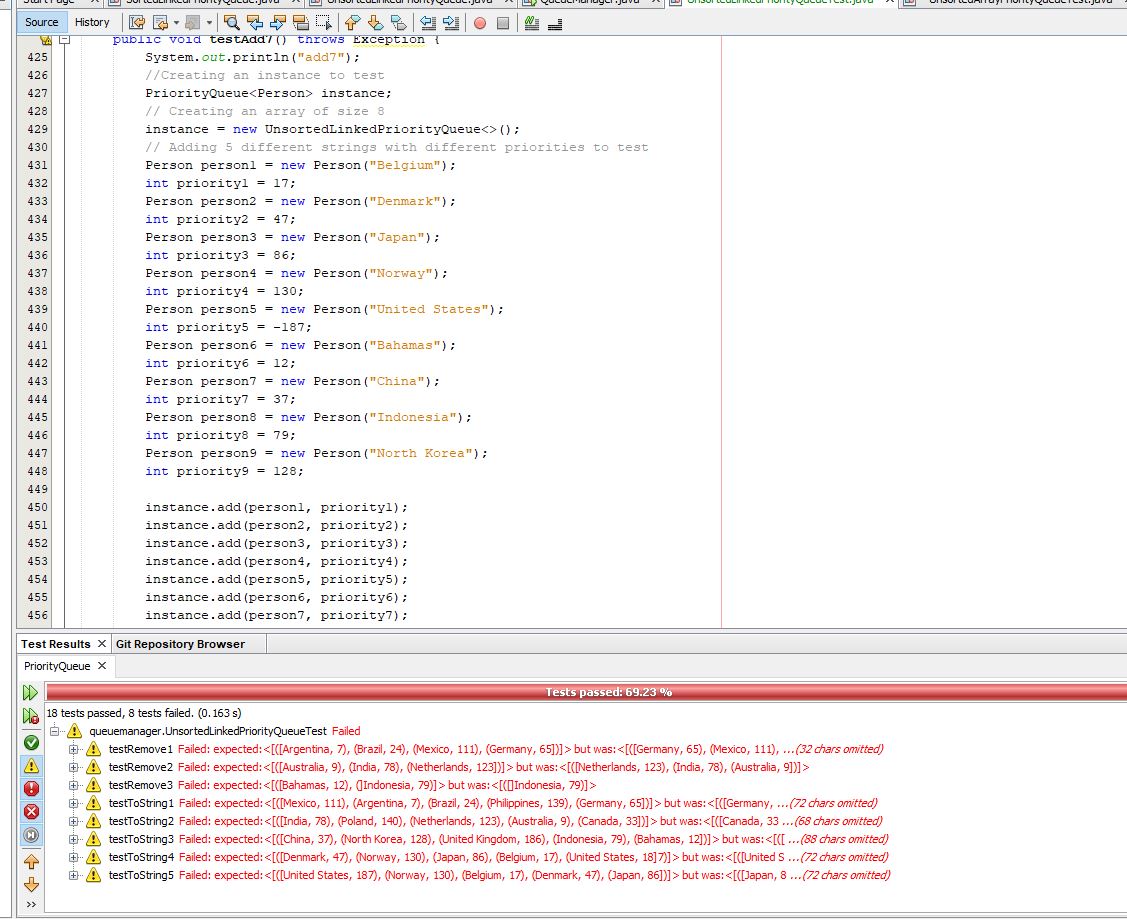 Start Page SortedLinkedPriorityQueue.java UnsortedLinkedPriorityQueue.java QueueManager.java UnsortedLinkedPriorityQueueTest.java UnsortedArrayPriorityQueueTest.java
Source History
public void testAdd7() throws Exception {
425 System.out.println("add7");
426 //Creating an instance to test
427 PriorityQueue<Person> instance;
428 // Creating an array of size 8
429 instance = new UnsortedLinkedPriorityQueue<>();
430 // Adding 5 different strings with different priorities to test
431 Person person1 = new Person("Belgium");
432 int priority1 = 17;
433 Person person2 = new Person("Denmark");
434 int priority2 = 47;
435 Person person3 = new Person("Japan");
436 int priority3 = 86;
437 Person person4 = new Person("Norway");
438 int priority4 = 130;
439 Person person5 = new Person("United States");
440 int priority5 = -187;
441 Person person6 = new Person("Bahamas");
442 int priority6 = 12;
443 Person person7 = new Person("China");
444 int priority7 = 37;
445 Person person8 = new Person("Indonesia");
446 int priority8 = 79;
447 Person person9 = new Person("North Korea");
448 int priority9 = 128;
449
450 instance.add(person1, priority1);
451 instance.add(person2, priority2);
452 instance.add(person3, priority3);
453 instance.add(person4, priority4);
454 instance.add(person5, priority5);
455 instance.add(person6, priority6);
456 instance.add(person7, priority7);
Test Results Git Repository Browser
PriorityQueue
Tests passed: 69.23 %
18 tests passed, 8 tests failed. (0.163 s)
queuemanager.UnsortedLinkedPriorityQueueTest Failed
testRemove1 Failed: expected:<[([Argentina, 7), (Brazil, 24), (Mexico, 111), (Germany, 65])]> but was:<[([Germany, 65), (Mexico, 111), ...(32 chars omitted)
testRemove2 Failed: expected:<[([Australia, 9), (India, 78), (Netherlands, 123])]> but was:<[([Netherlands, 123), (India, 78), (Australia, 9])]>
testRemove3 Failed: expected:<[([Bahamas, 12), (]Indonesia, 79)]> but was:<[([]Indonesia, 79)]>
testToString1 Failed: expected:<[([Mexico, 111), (Argentina, 7), (Brazil, 24), (Philippines, 139), (Germany, 65])]> but was:<[([Germany, ...(72 chars omitted)
testToString2 Failed: expected:<[([India, 78), (Poland, 140), (Netherlands, 123), (Australia, 9), (Canada, 33])]> but was:<[([Canada, 33 ...(68 chars omitted)
testToString3 Failed: expected:<[([China, 37), (North Korea, 128), (United Kingdom, 186), (Indonesia, 79), (Bahamas, 12])]> but was:<[([ ...(88 chars omitted)
testToString4 Failed: expected:<[([Denmark, 47), (Norway, 130), (Japan, 86), (Belgium, 17), (United States, 18]7)]> but was:<[([United S ...(72 chars omitted)
testToString5 Failed: expected:<[([United States, 187), (Norway, 130), (Belgium, 17), (Denmark, 47), (Japan, 86])]> but was:<[([Japan, 8 ...(72 chars omitted)